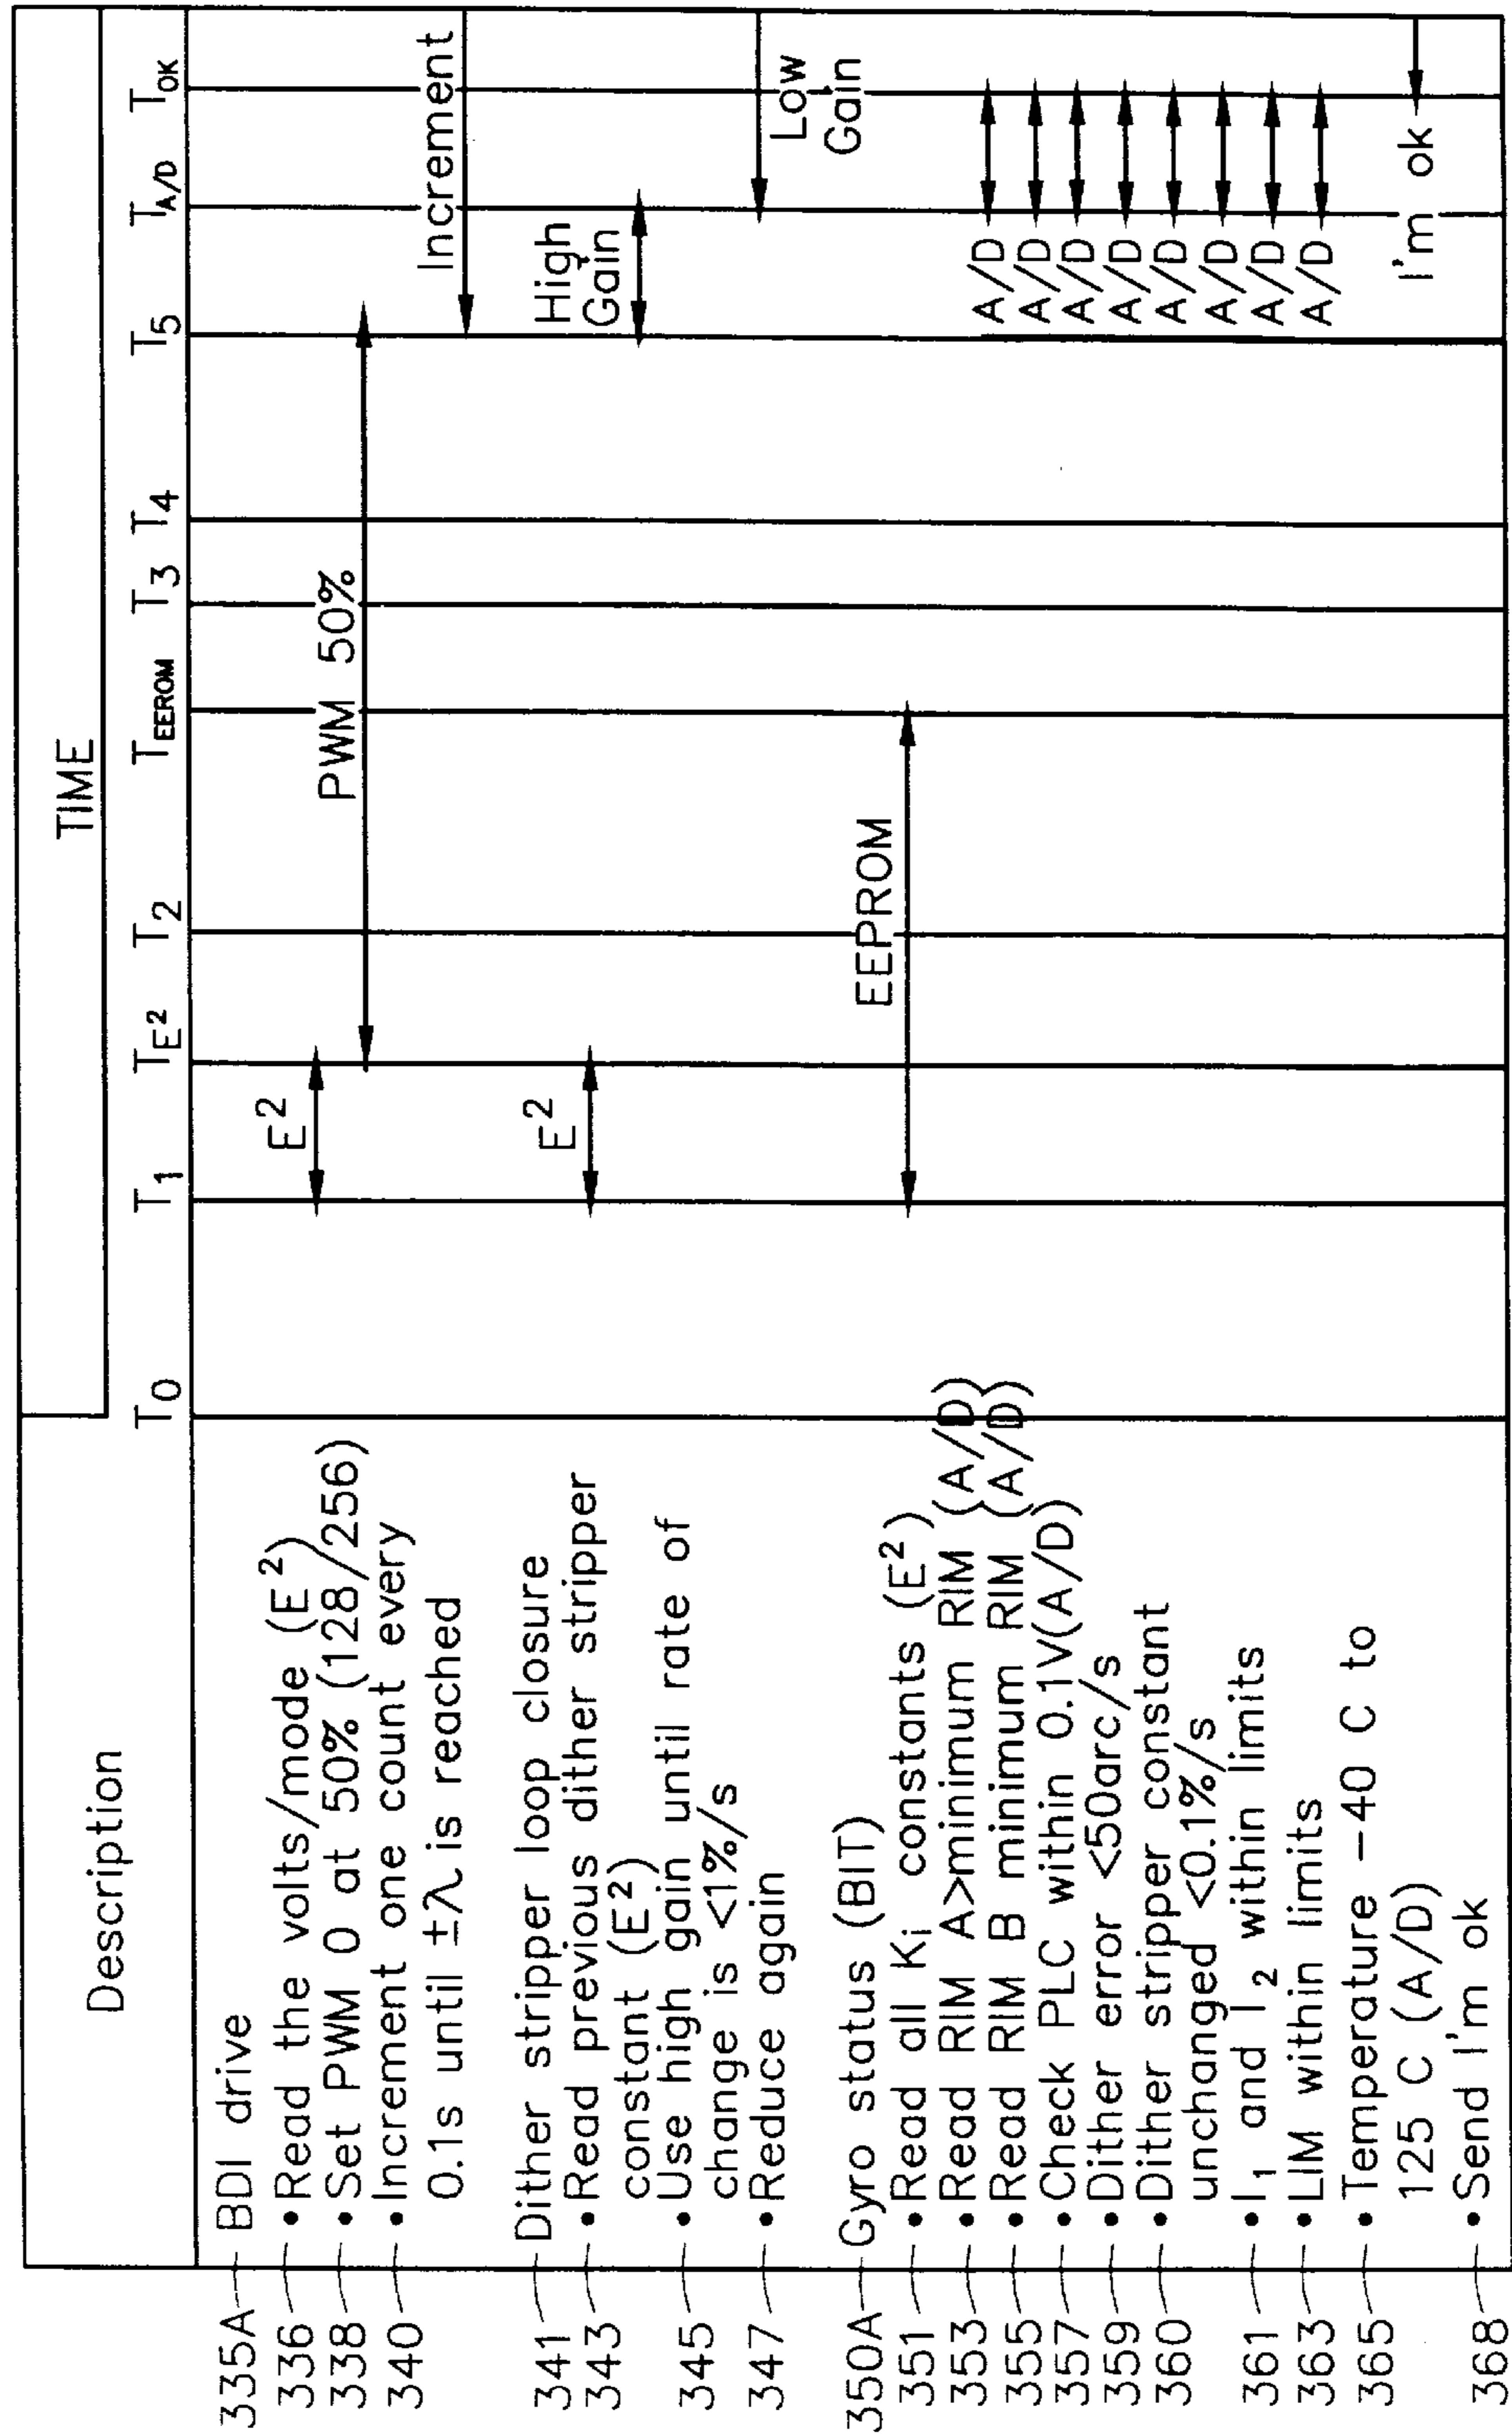 Description
TIME
T0 T1 TE² T2 TEEROM T3 T4 T5 TA/D TOK
335A BDI drive
336 • Read the volts/mode (E²)
E²
338 • Set PWM 0 at 50% (128/256)
PWM 50%
340 • Increment one count every
0.1s until ±λ is reached
Increment
341 Dither stripper loop closure
343 • Read previous dither stripper
constant (E²)
E²
345 • Use high gain until rate of
change is <1%/s
High
Gain
347 • Reduce again
Low
Gain
350A Gyro status (BIT)
351 • Read all Ki constants (E²)
EEPROM
353 • Read RIM A>minimum RIM (A/D)
A/D
355 • Read RIM B minimum RIM (A/D)
A/D
357 • Check PLC within 0.1V(A/D)
A/D
359 • Dither error <50arc/s
A/D
360 • Dither stripper constant
unchanged <0.1%/s
A/D
361 • I1 and I2 within limits
A/D
363 • LIM within limits
A/D
365 • Temperature -40 C to
125 C (A/D)
A/D
368 • Send I'm ok
I'm ok